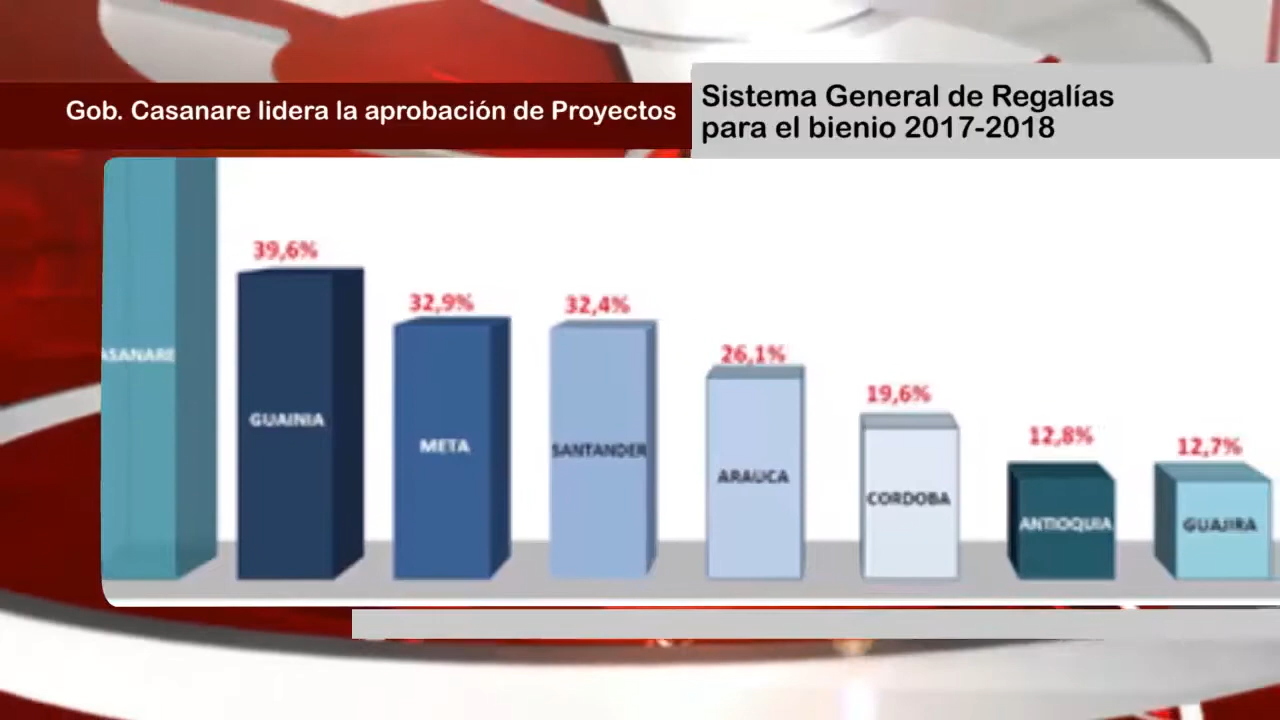 Gob. Casanare lidera la aprobación de Proyectos
Sistema General de Regalías
para el bienio 2017-2018
39,6%
32,9%
32,4%
26,1%
19,6%
12,8%
12,7%
ASANARE
GUAINIA
META
SANTANDER
ARAUCA
CORDOBA
ANTIOQUIA
GUAJIRA